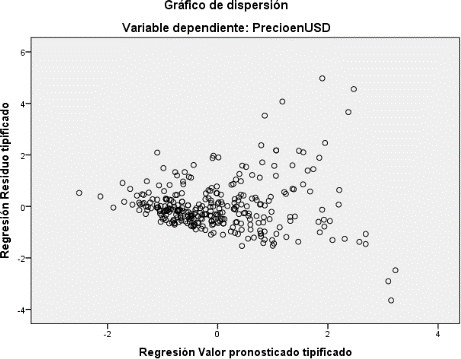 Gráfico de dispersión
Variable dependiente: PrecioenUSD
Regresión Residuo tipificado
6
4
2
0
-2
-4
-2
0
2
4
Regresión Valor pronosticado tipificado